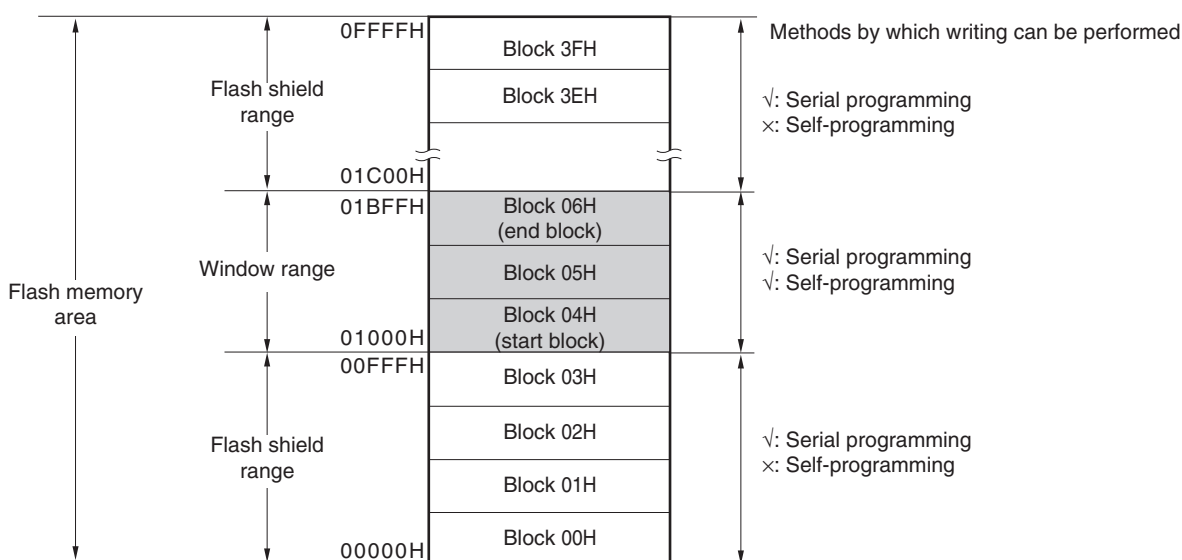 0FFFFH
Block 3FH
Methods by which writing can be performed
Flash shield
range
Block 3EH
√: Serial programming
×: Self-programming
01C00H
01BFFH
Block 06H
(end block)
Window range
Block 05H
√: Serial programming
√: Self-programming
Flash memory
area
Block 04H
(start block)
01000H
00FFFH
Block 03H
Flash shield
range
Block 02H
√: Serial programming
×: Self-programming
Block 01H
Block 00H
00000H